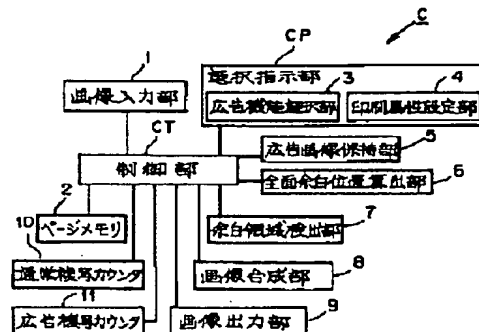 C
CP
選択指示部
1
3
4
画像入力部
広告機能選択部
印刷属性設定部
CT
5
制御部
広告画像保持部
6
全面余白位置算出部
2
ページメモリ
7
余白領域検出部
10
通常複写カウンタ
8
画像合成部
11
広告複写カウンタ
9
画像出力部